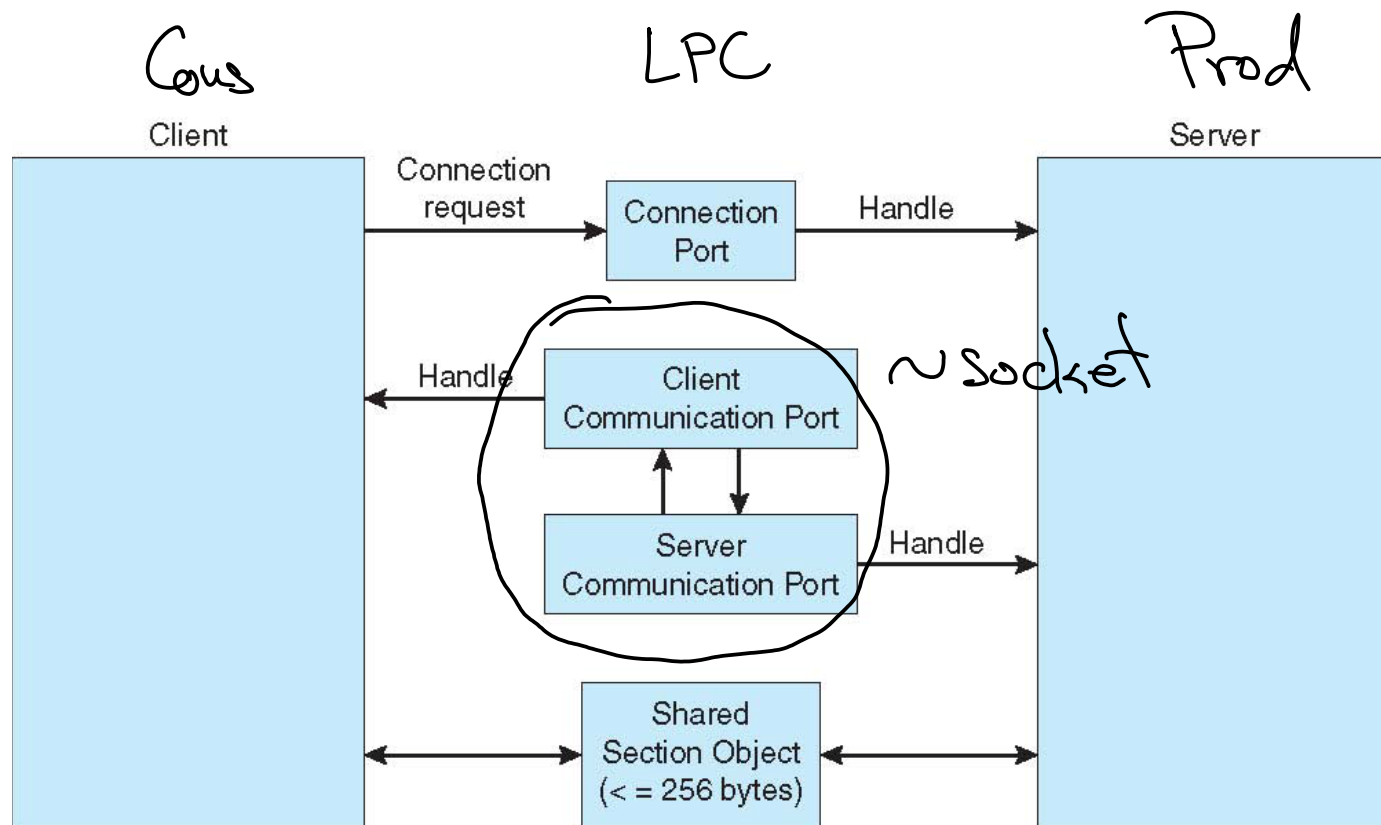 Cons
LPC
Prod
Client
Server
Connection
request
Connection
Port
Handle
~ socket
Handle
Client
Communication Port
Server
Communication Port
Handle
Shared
Section Object
(< = 256 bytes)